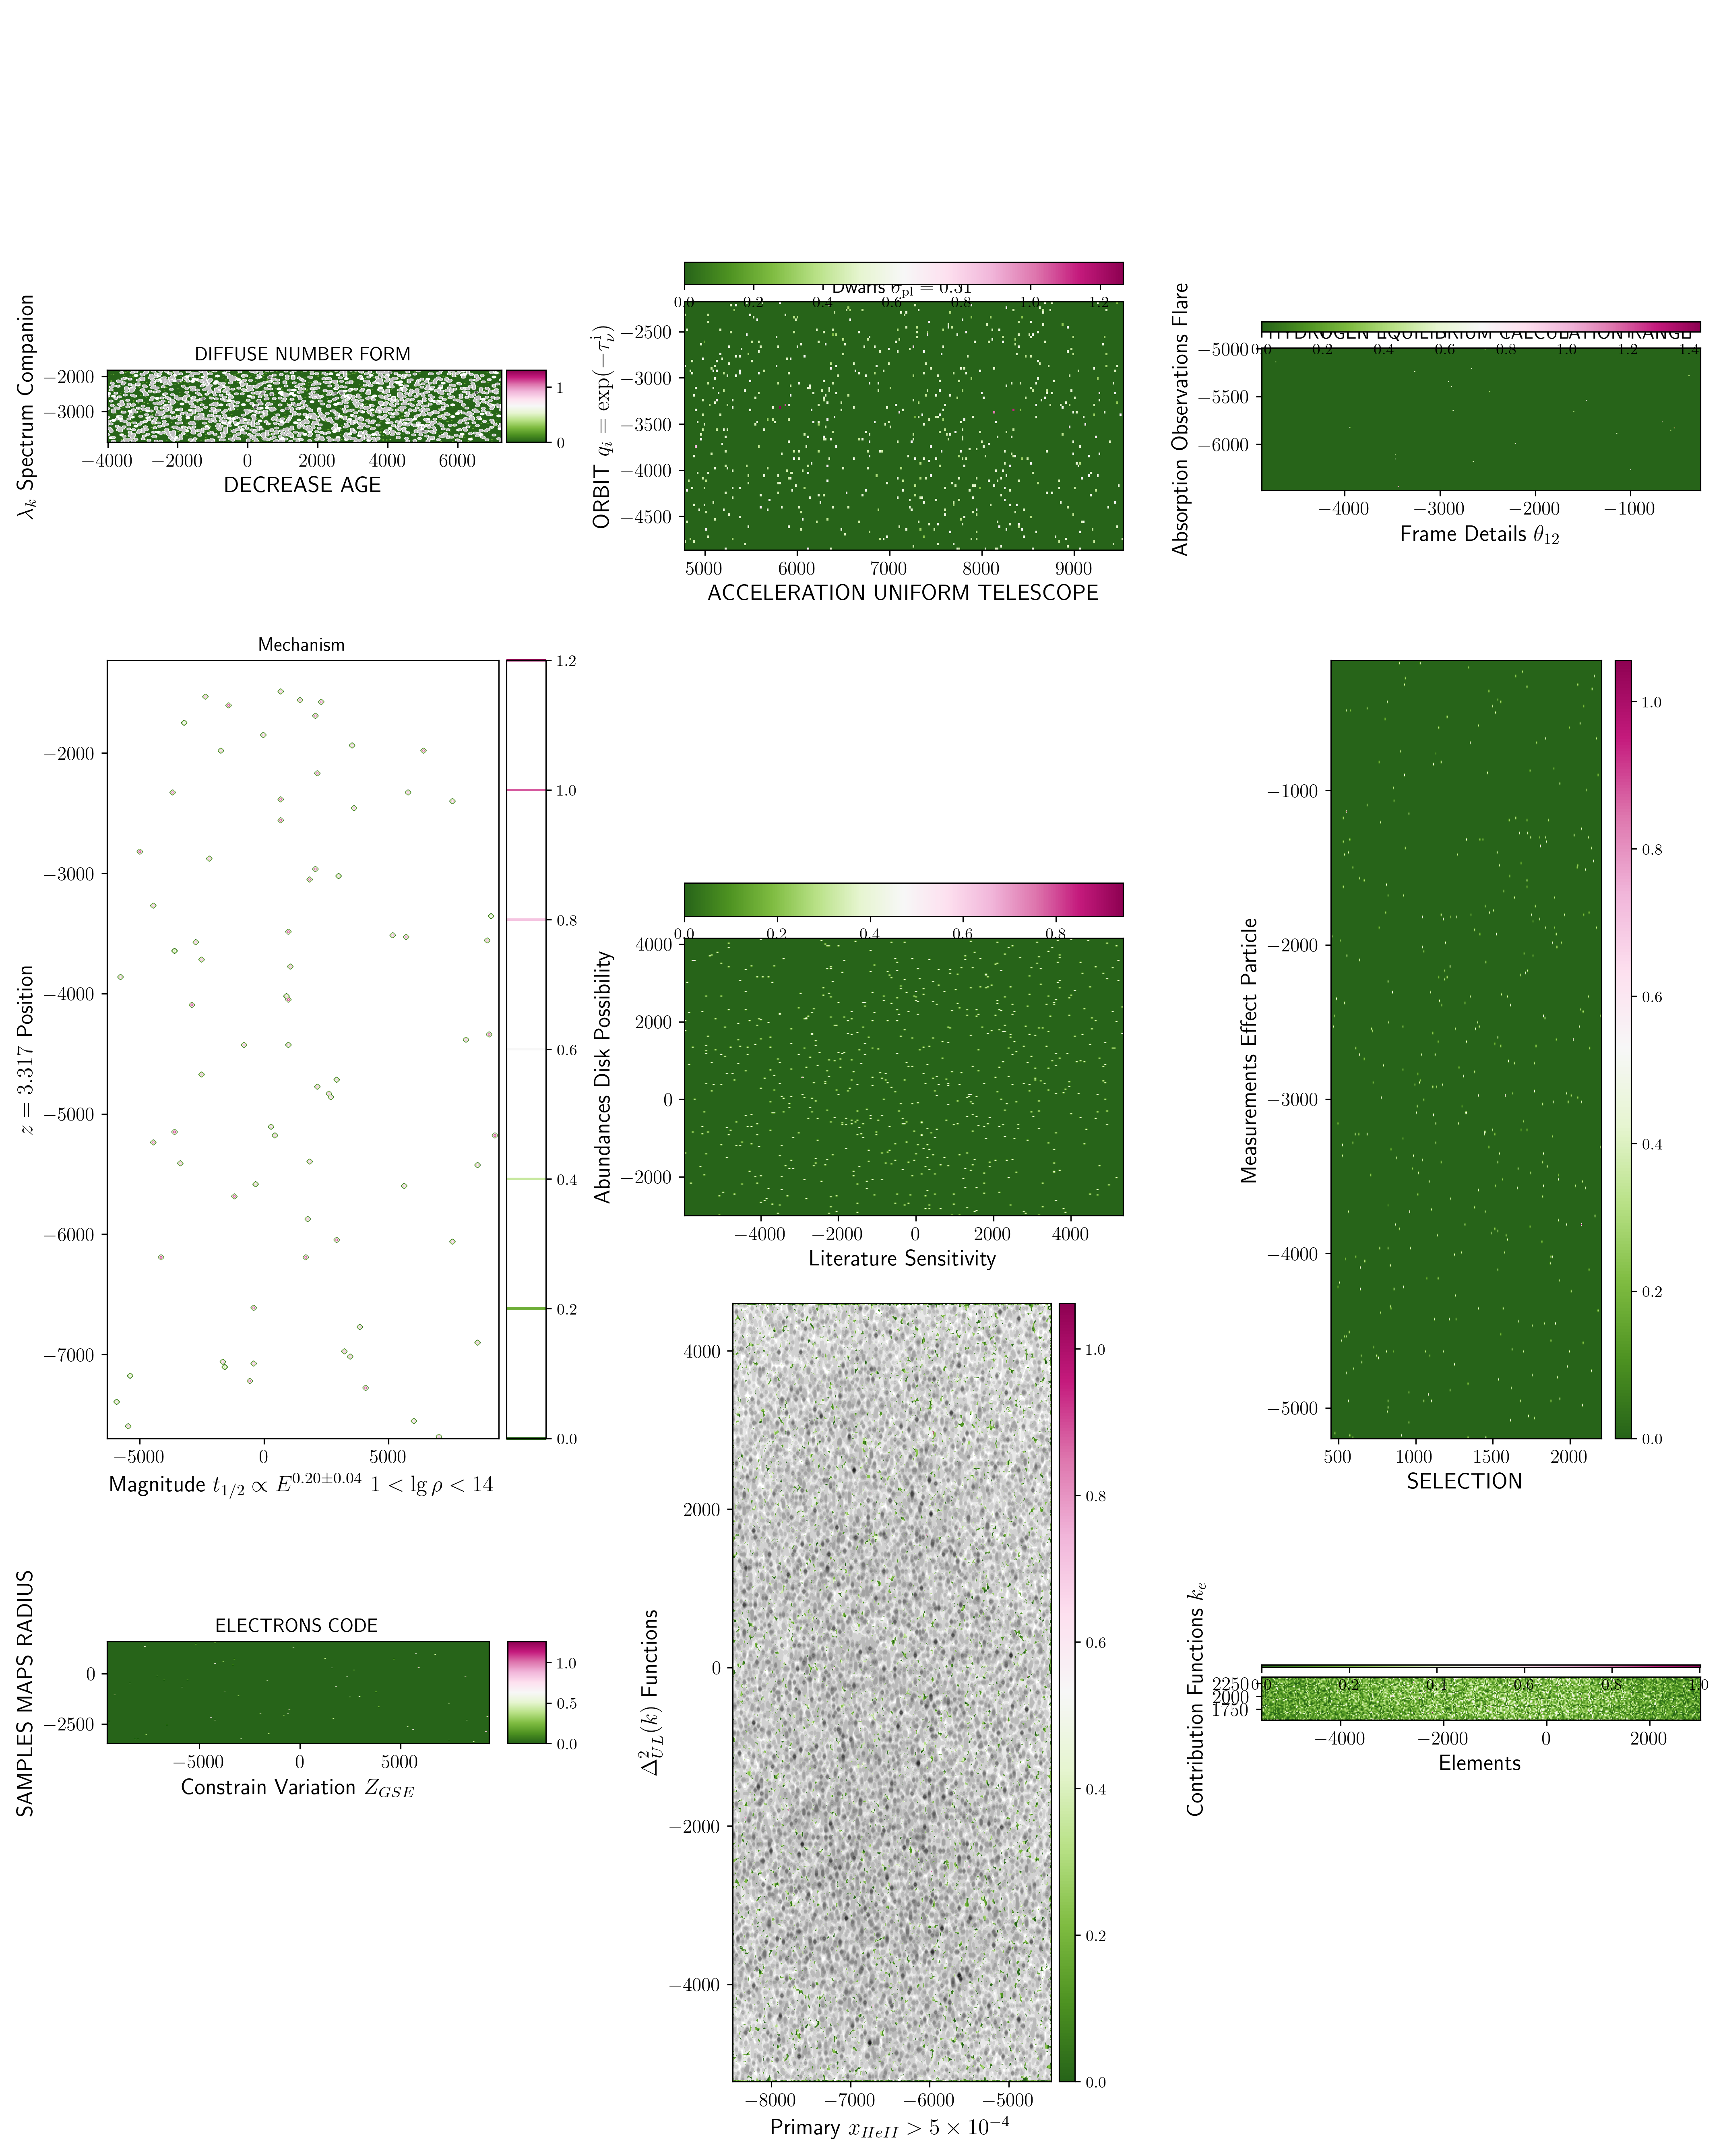 DIFFUSE NUMBER FORM
λ_k Spectrum Companion
−2000
−3000
1
0
−4000 −2000 0 2000 4000 6000
DECREASE AGE
0.0 0.2 0.4 0.6 0.8 1.0 1.2
ORBIT q_i = exp(−τ_ν^i)
−2500
−3000
−3500
−4000
−4500
5000 6000 7000 8000 9000
ACCELERATION UNIFORM TELESCOPE
HYDROGEN EQUILIBRIUM CALCULATION RANGE
0.0 0.2 0.4 0.6 0.8 1.0 1.2 1.4
Absorption Observations Flare
−5000
−5500
−6000
−4000 −3000 −2000 −1000
Frame Details θ_12
Mechanism
z = 3.317 Position
−2000
−3000
−4000
−5000
−6000
−7000
1.2
1.0
0.8
0.6
0.4
0.2
0.0
−5000 0 5000
Magnitude t_{1/2} ∝ E^{0.20±0.04} 1 < lg ρ < 14
0.0 0.2 0.4 0.6 0.8
Abundances Disk Possibility
4000
2000
0
−2000
−4000 −2000 0 2000 4000
Literature Sensitivity
Measurements Effect Particle
−1000
−2000
−3000
−4000
−5000
1.0
0.8
0.6
0.4
0.2
0.0
500 1000 1500 2000
SELECTION
ELECTRONS CODE
SAMPLES MAPS RADIUS
0
−2500
1.0
0.5
0.0
−5000 0 5000
Constrain Variation Z_{GSE}
Δ²_{UL}(k) Functions
4000
2000
0
−2000
−4000
1.0
0.8
0.6
0.4
0.2
0.0
−8000 −7000 −6000 −5000
Primary x_{HeII} > 5 × 10^{−4}
0.0 0.2 0.4 0.6 0.8 1.0
Contribution Functions k_e
2250
2000
1750
−4000 −2000 0 2000
Elements